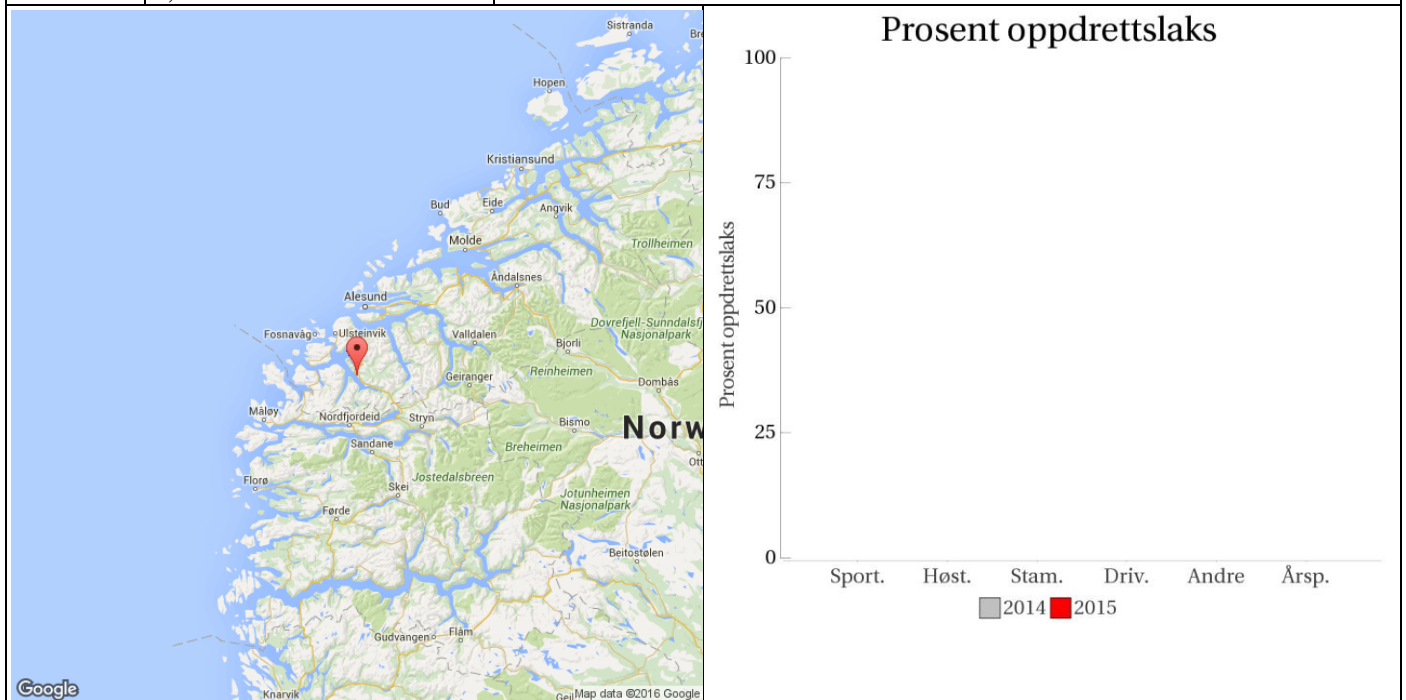 Sistranda
Hopen
Kristiansund
Bud
Eide
Angvik
Molde
Trollheimen
Åndalsnes
Alesund
Fosnavåg
Ulsteinvik
Valldalen
Bjorli
Dovrefjell-Sunndalsfj
Nasjonalpark
Reinheimen
Geiranger
Dombås
Måløy
Nordfjordeid
Stryn
Bismo
Norw
Sandane
Breheimen
Ott
Florø
Skei
Jostedalsbreen
Jotunheimen
Nasjonalpark
Førde
Beitostølen
Gudvangen
Flåm
Knarvik
Geil
Google
Map data ©2016 Google
Prosent oppdrettslaks
100
75
50
25
0
Prosent oppdrettslaks
Sport. Høst. Stam. Driv. Andre Årsp.
2014 2015